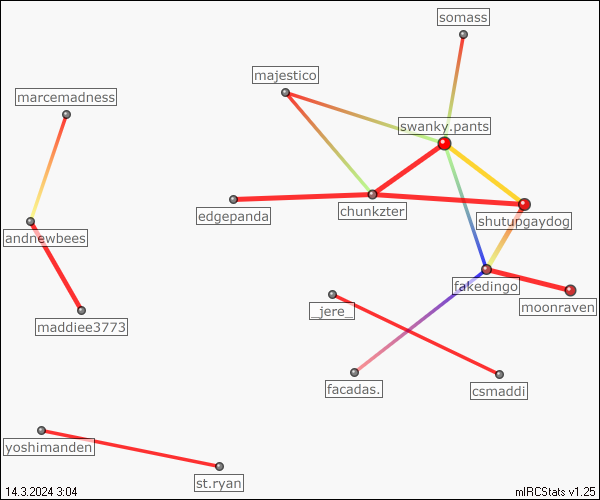 somass
majestico
marcemadness
swanky.pants
edgepanda
chunkzter
shutupgaydog
andnewbees
fakedingo
_jere_
moonraven
maddiee3773
facadas.
csmaddi
yoshimanden
st.ryan
14.3.2024 3:04
mIRCStats v1.25